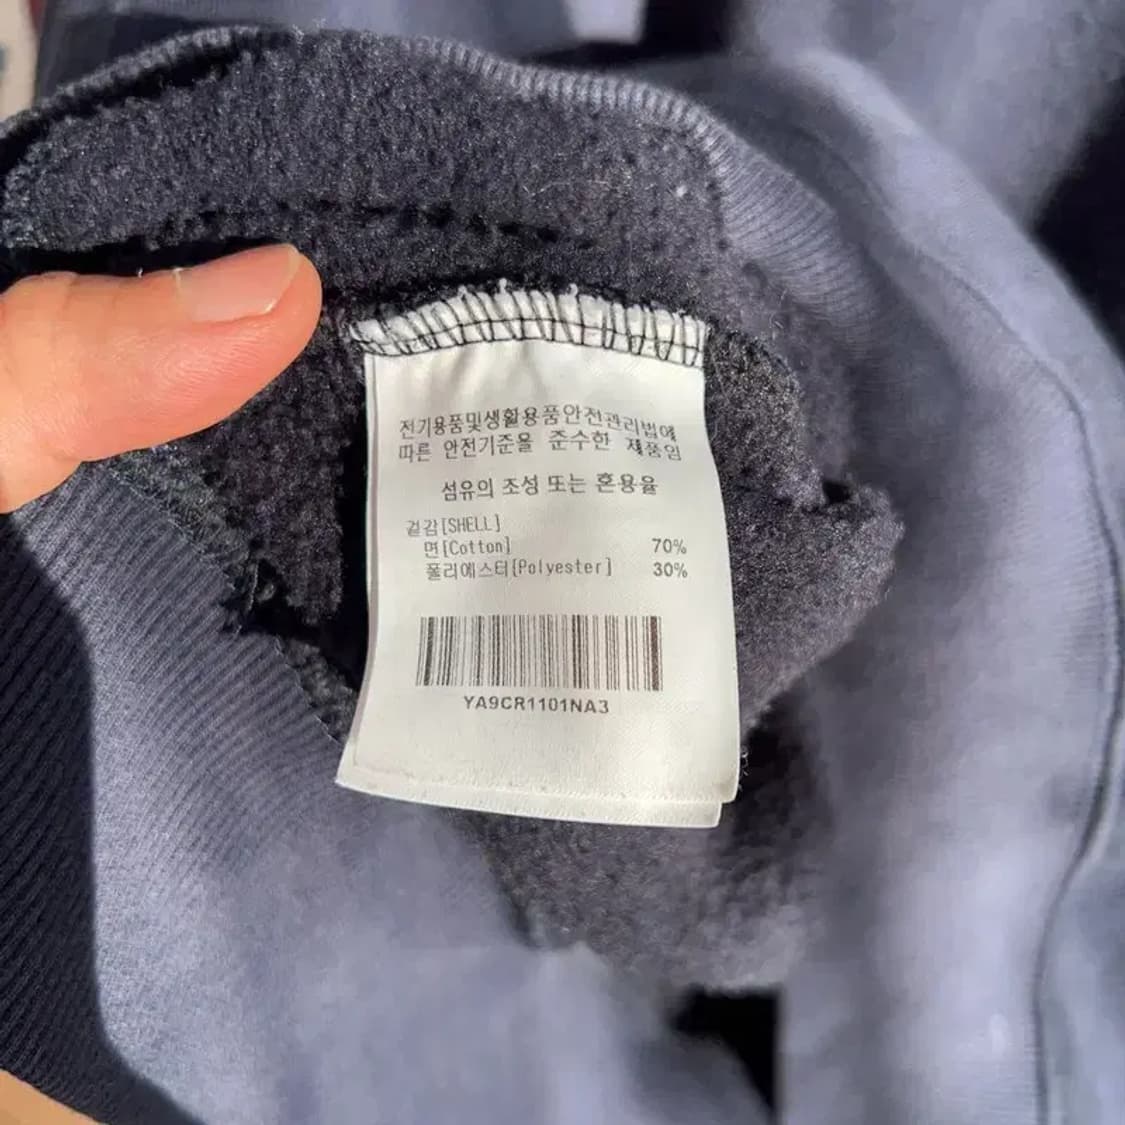 전기용품및생활용품안전관리법에
따른 안전기준을 준수한 제품임
섬유의 조성 또는 혼용율
겉감[SHELL]
면[Cotton] 70%
폴리에스터[Polyester] 30%
YA9CR1101NA3